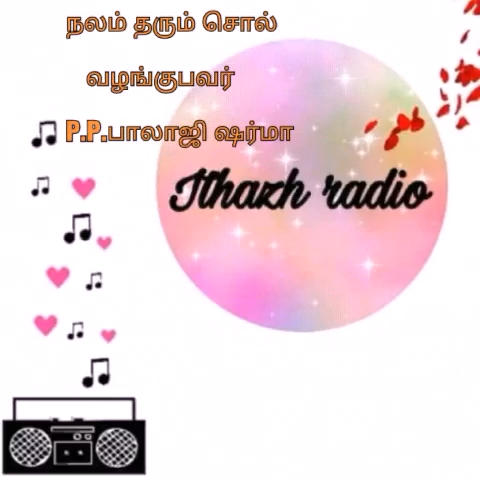 நலம் தரும் சொல்
வழங்குபவர்
P.P.பாலாஜி ஷர்மா
Ithazh radio